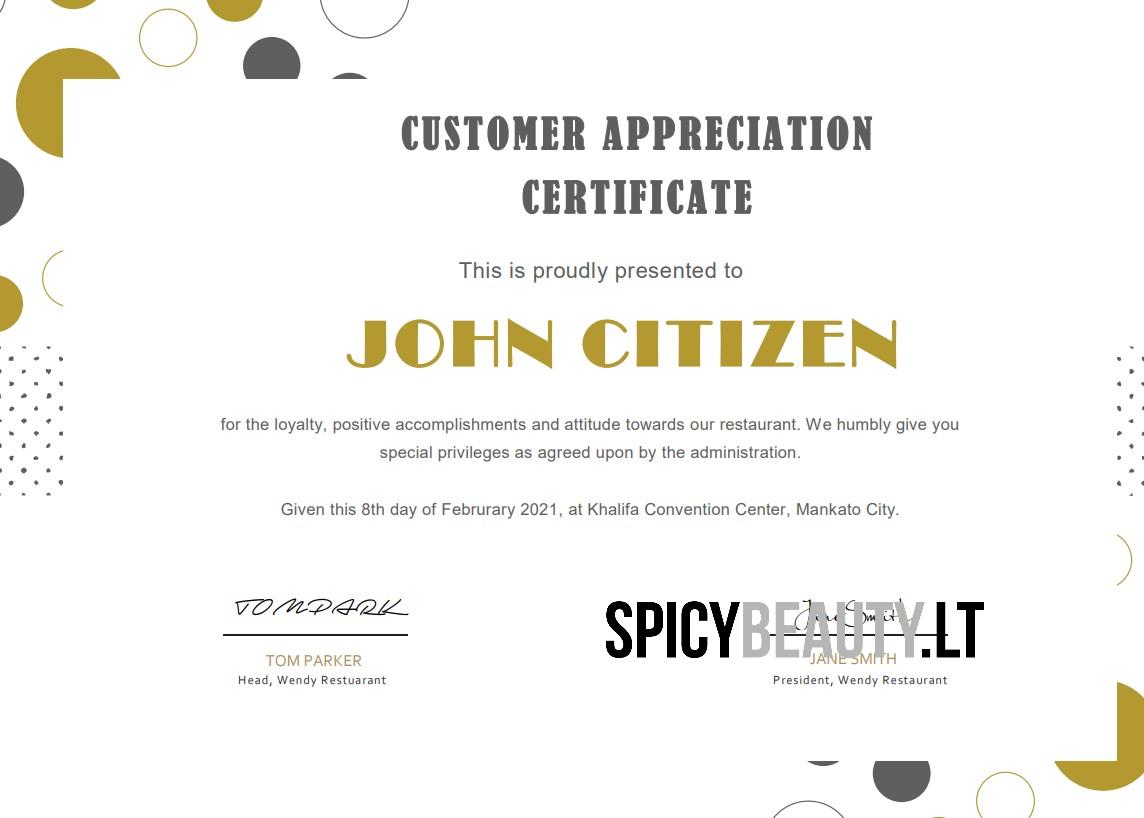 CUSTOMER APPRECIATION
CERTIFICATE
This is proudly presented to
JOHN CITIZEN
for the loyalty, positive accomplishments and attitude towards our restaurant. We humbly give you
special privileges as agreed upon by the administration.
Given this 8th day of Februrary 2021, at Khalifa Convention Center, Mankato City.
TOMPARK
Jane Smith
SPICYBEAUTY.LT
TOM PARKER
JANE SMITH
Head, Wendy Restuarant
President, Wendy Restaurant